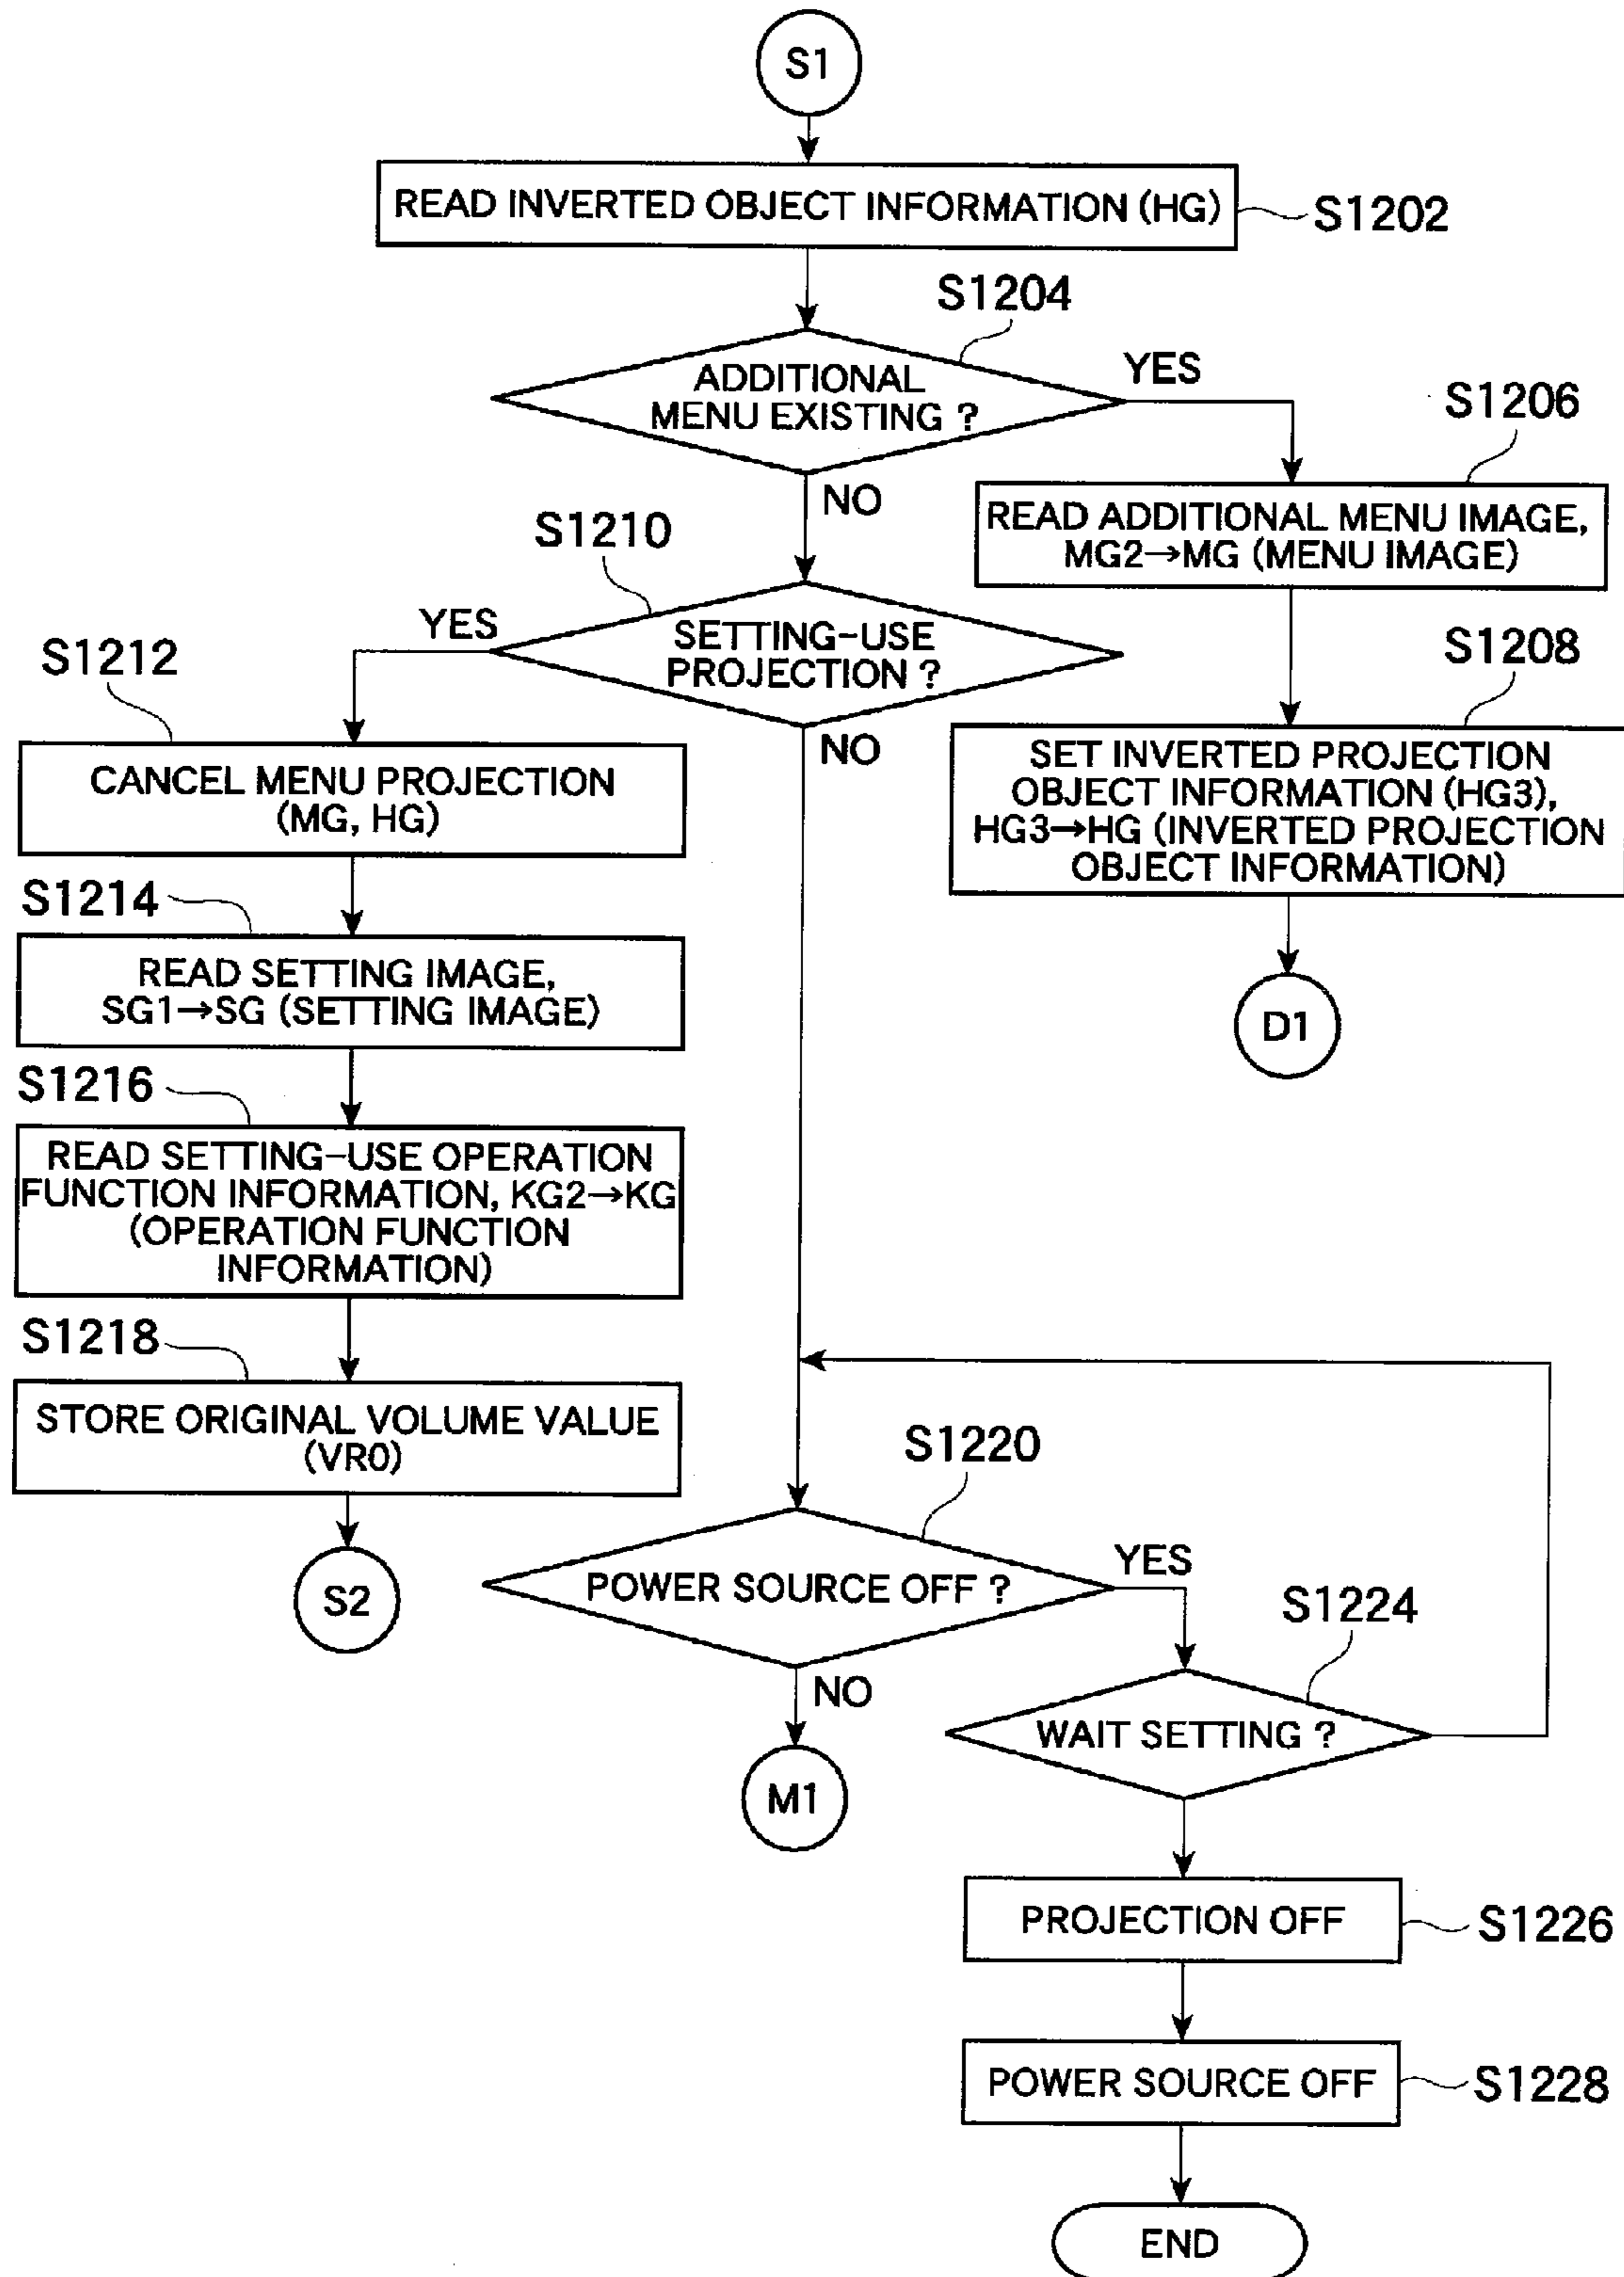 S1
READ INVERTED OBJECT INFORMATION (HG)
S1202
S1204
ADDITIONAL
MENU EXISTING ?
YES
NO
S1206
READ ADDITIONAL MENU IMAGE,
MG2→MG (MENU IMAGE)
S1208
SET INVERTED PROJECTION
OBJECT INFORMATION (HG3),
HG3→HG (INVERTED PROJECTION
OBJECT INFORMATION)
D1
S1210
SETTING-USE
PROJECTION ?
YES
NO
S1212
CANCEL MENU PROJECTION
(MG, HG)
S1214
READ SETTING IMAGE,
SG1→SG (SETTING IMAGE)
S1216
READ SETTING-USE OPERATION
FUNCTION INFORMATION, KG2→KG
(OPERATION FUNCTION
INFORMATION)
S1218
STORE ORIGINAL VOLUME VALUE
(VR0)
S2
S1220
POWER SOURCE OFF ?
YES
NO
M1
S1224
WAIT SETTING ?
PROJECTION OFF
S1226
POWER SOURCE OFF
S1228
END